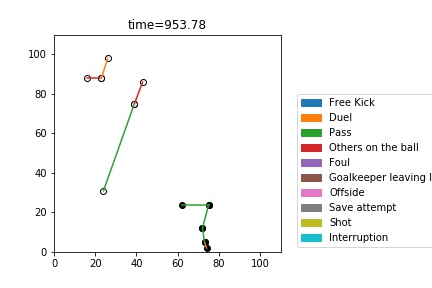 time=953.78
100
80
60
40
20
0
0 20 40 60 80 100
Free Kick
Duel
Pass
Others on the ball
Foul
Goalkeeper leaving l
Offside
Save attempt
Shot
Interruption